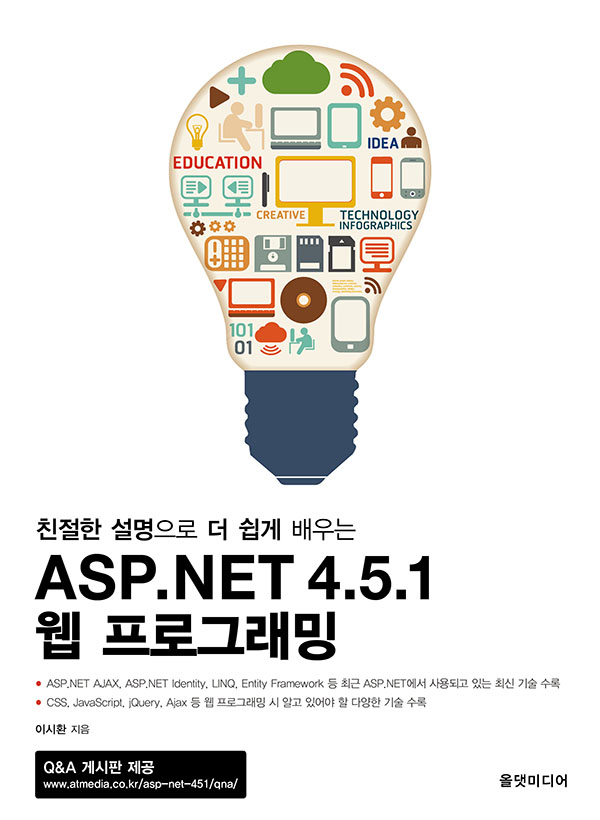 IDEA
EDUCATION
CREATIVE
TECHNOLOGY
INFOGRAPHICS
101
01
친절한 설명으로 더 쉽게 배우는
ASP.NET 4.5.1
웹 프로그래밍
• ASP.NET AJAX, ASP.NET Identity, LINQ, Entity Framework 등 최근 ASP.NET에서 사용되고 있는 최신 기술 수록
• CSS, JavaScript, jQuery, Ajax 등 웹 프로그래밍 시 알고 있어야 할 다양한 기술 수록
이시환 지음
Q&A 게시판 제공
www.atmedia.co.kr/asp-net-451/qna/
올댓미디어